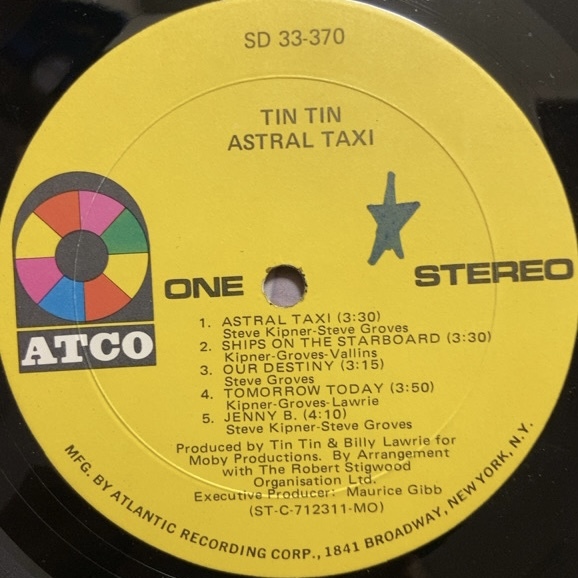 SD 33-370
TIN TIN
ASTRAL TAXI
ATCO
ONE
STEREO
1. ASTRAL TAXI (3:30)
Steve Kipner-Steve Groves
2. SHIPS ON THE STARBOARD (3:30)
Kipner-Groves-Vallins
3. OUR DESTINY (3:15)
Steve Groves
4. TOMORROW TODAY (3:50)
Kipner-Groves-Lawrie
5. JENNY B. (4:10)
Steve Kipner-Steve Groves
Produced by Tin Tin & Billy Lawrie for
Moby Productions. By Arrangement
with The Robert Stigwood
Organisation Ltd.
Executive Producer: Maurice Gibb
(ST-C-712311-MO)
MFG. BY ATLANTIC RECORDING CORP., 1841 BROADWAY, NEW YORK, N.Y.